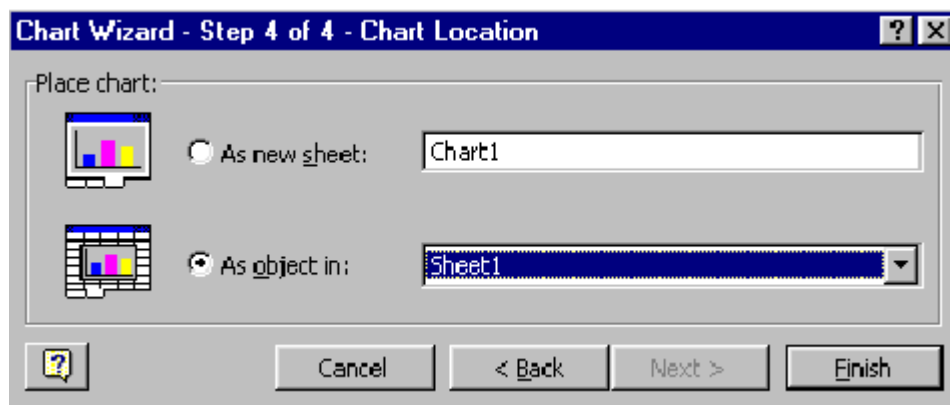 Chart Wizard - Step 4 of 4 - Chart Location
Place chart:
As new sheet: Chart1
As object in: Sheet1
Cancel < Back Next > Finish